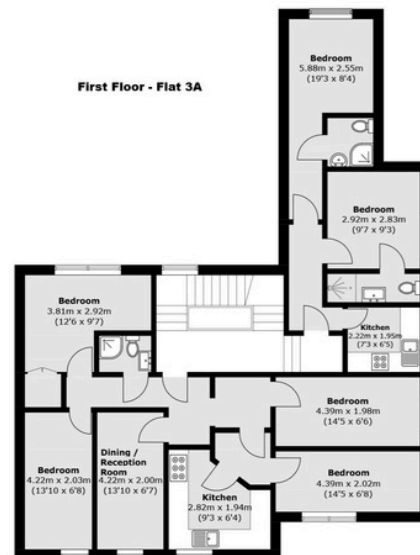 First Floor - Flat 3A
Bedroom
5.88m x 2.55m
(19'3 x 8'4)
Bedroom
2.92m x 2.83m
(9'7 x 9'3)
Bedroom
3.81m x 2.92m
(12'6 x 9'7)
Kitchen
2.22m x 1.95m
(7'3 x 6'5)
Bedroom
4.39m x 1.98m
(14'5 x 6'6)
Bedroom
4.22m x 2.03m
(13'10 x 6'8)
Dining /
Reception
Room
4.22m x 2.00m
(13'10 x 6'7)
Kitchen
2.82m x 1.94m
(9'3 x 6'4)
Bedroom
4.39m x 2.02m
(14'5 x 6'8)